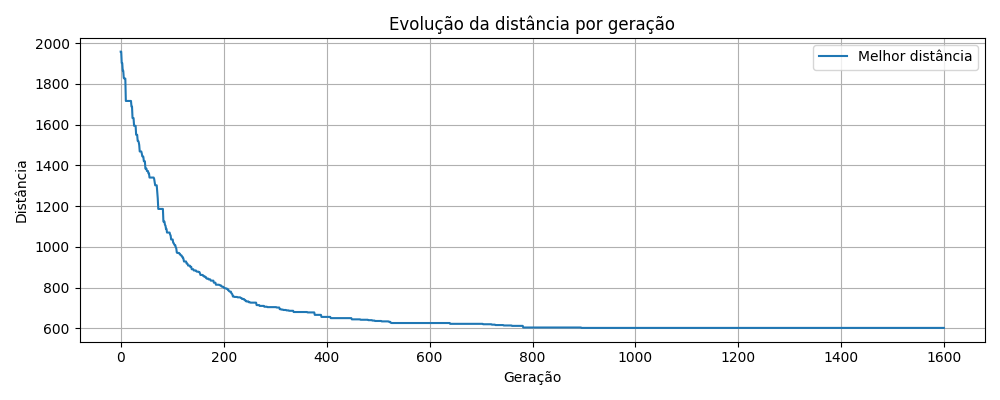 Evolução da distância por geração
Melhor distância
Distância
2000
1800
1600
1400
1200
1000
800
600
0 200 400 600 800 1000 1200 1400 1600
Geração